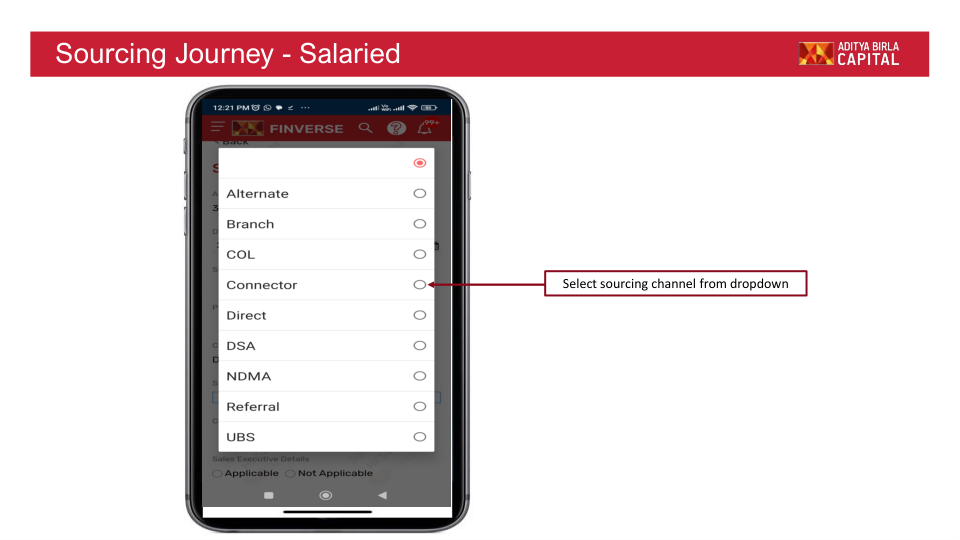 Sourcing Journey - Salaried
ADITYA BIRLA
CAPITAL
12:21 PM
FINVERSE
99+
Back
Alternate
Branch
COL
Connector
Select sourcing channel from dropdown
Direct
DSA
NDMA
Referral
UBS
Sales Executive Details
Applicable Not Applicable